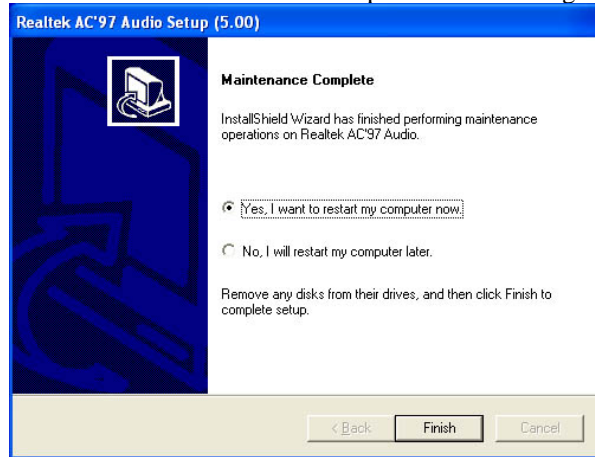 Realtek AC'97 Audio Setup (5.00)
Maintenance Complete
InstallShield Wizard has finished performing maintenance
operations on Realtek AC'97 Audio.
Yes, I want to restart my computer now.
No, I will restart my computer later.
Remove any disks from their drives, and then click Finish to
complete setup.
< Back Finish Cancel